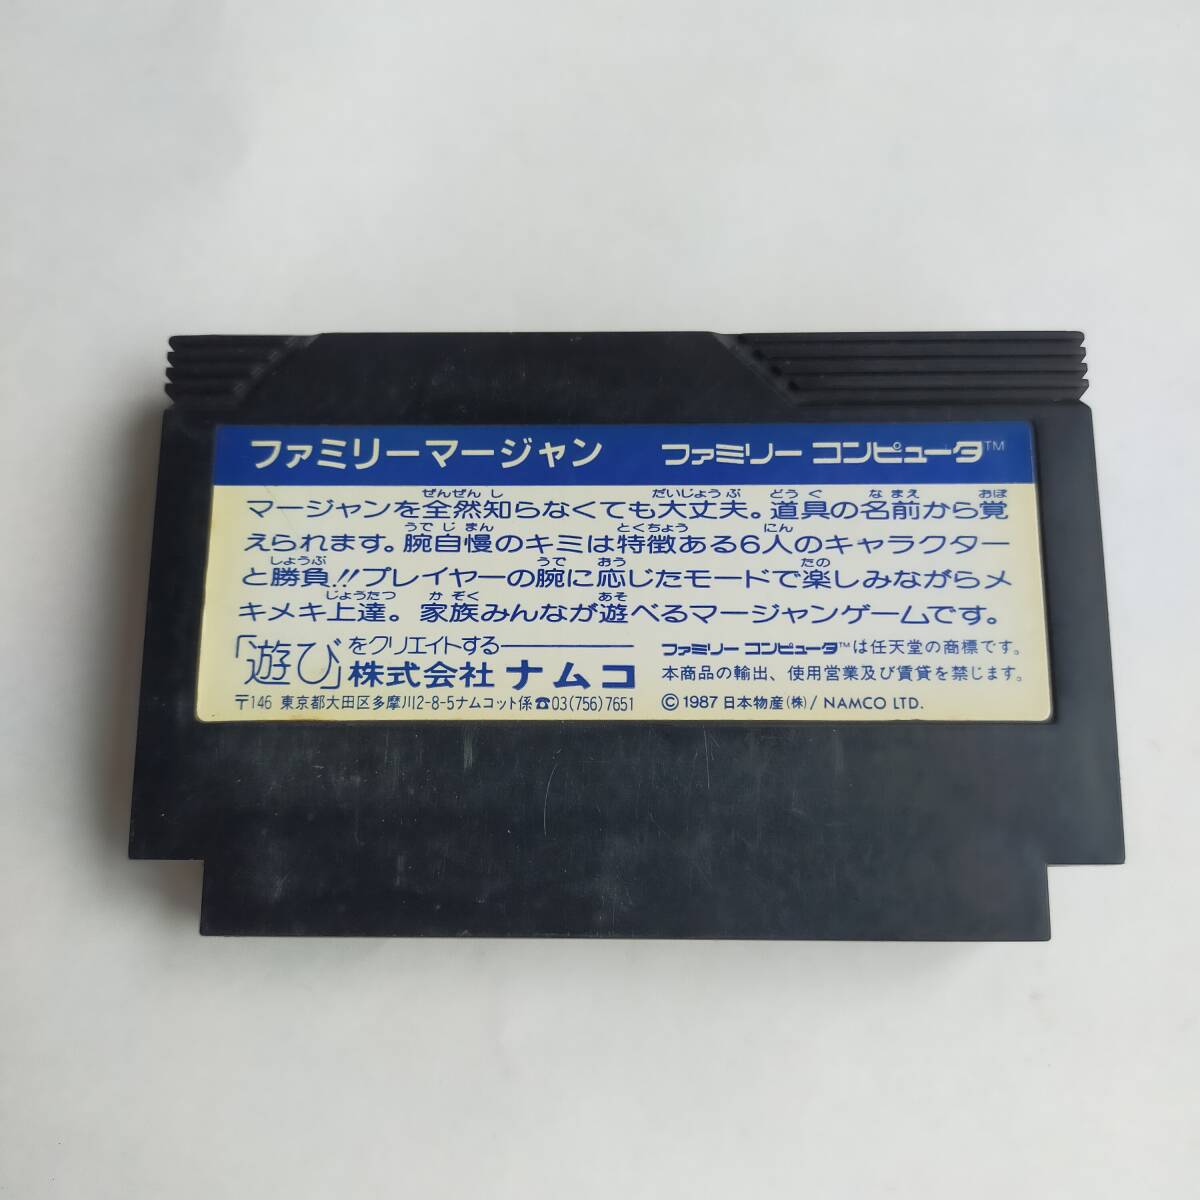 ファミリーマージャン ファミリー コンピュータ™
マージャンを全然知らなくても大丈夫。道具の名前から覚
えられます。腕自慢のキミは特徴ある6人のキャラクター
と勝負!!プレイヤーの腕に応じたモードで楽しみながらメ
キメキ上達。家族みんなが遊べるマージャンゲームです。
「遊び」をクリエイトする——
株式会社 ナムコ
〒146 東京都大田区多摩川2-8-5ナムコット係☎03(756)7651
ファミリー コンピュータ™は任天堂の商標です。
本商品の輸出、使用営業及び賃貸を禁じます。
©1987 日本物産(株)/ NAMCO LTD.